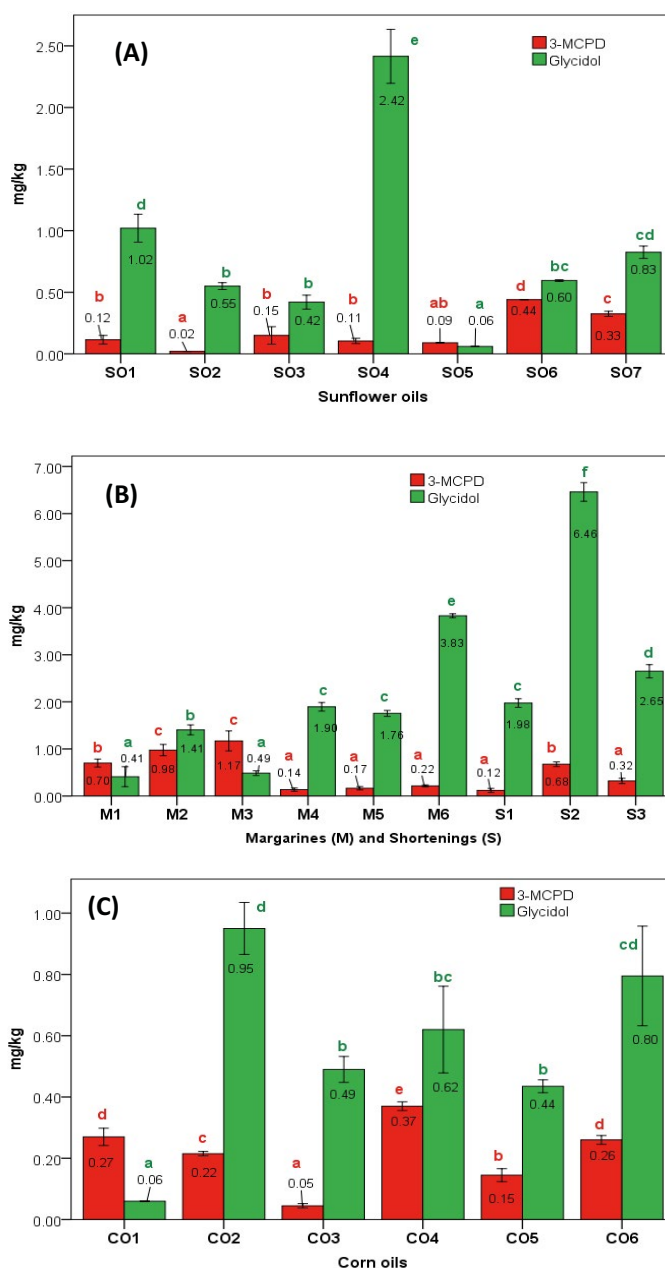 (A)
3-MCPD
Glycidol
mg/kg
2.50
2.00
1.50
1.00
0.50
0.00
b d
0.12 1.02
a b
0.02 0.55
b b
0.15 0.42
b e
0.11 2.42
ab a
0.09 0.06
d bc
0.44 0.60
c cd
0.33 0.83
SO1 SO2 SO3 SO4 SO5 SO6 SO7
Sunflower oils
(B)
3-MCPD
Glycidol
mg/kg
7.00
6.00
5.00
4.00
3.00
2.00
1.00
0.00
b a
0.70 0.41
c b
0.98 1.41
c a
1.17 0.49
a c
0.14 1.90
a c
0.17 1.76
a e
0.22 3.83
a c
0.12 1.98
b f
0.68 6.46
a d
0.32 2.65
M1 M2 M3 M4 M5 M6 S1 S2 S3
Margarines (M) and Shortenings (S)
(C)
3-MCPD
Glycidol
mg/kg
1.00
0.80
0.60
0.40
0.20
0.00
d a
0.27 0.06
c d
0.22 0.95
a b
0.05 0.49
e bc
0.37 0.62
b b
0.15 0.44
d cd
0.26 0.80
CO1 CO2 CO3 CO4 CO5 CO6
Corn oils